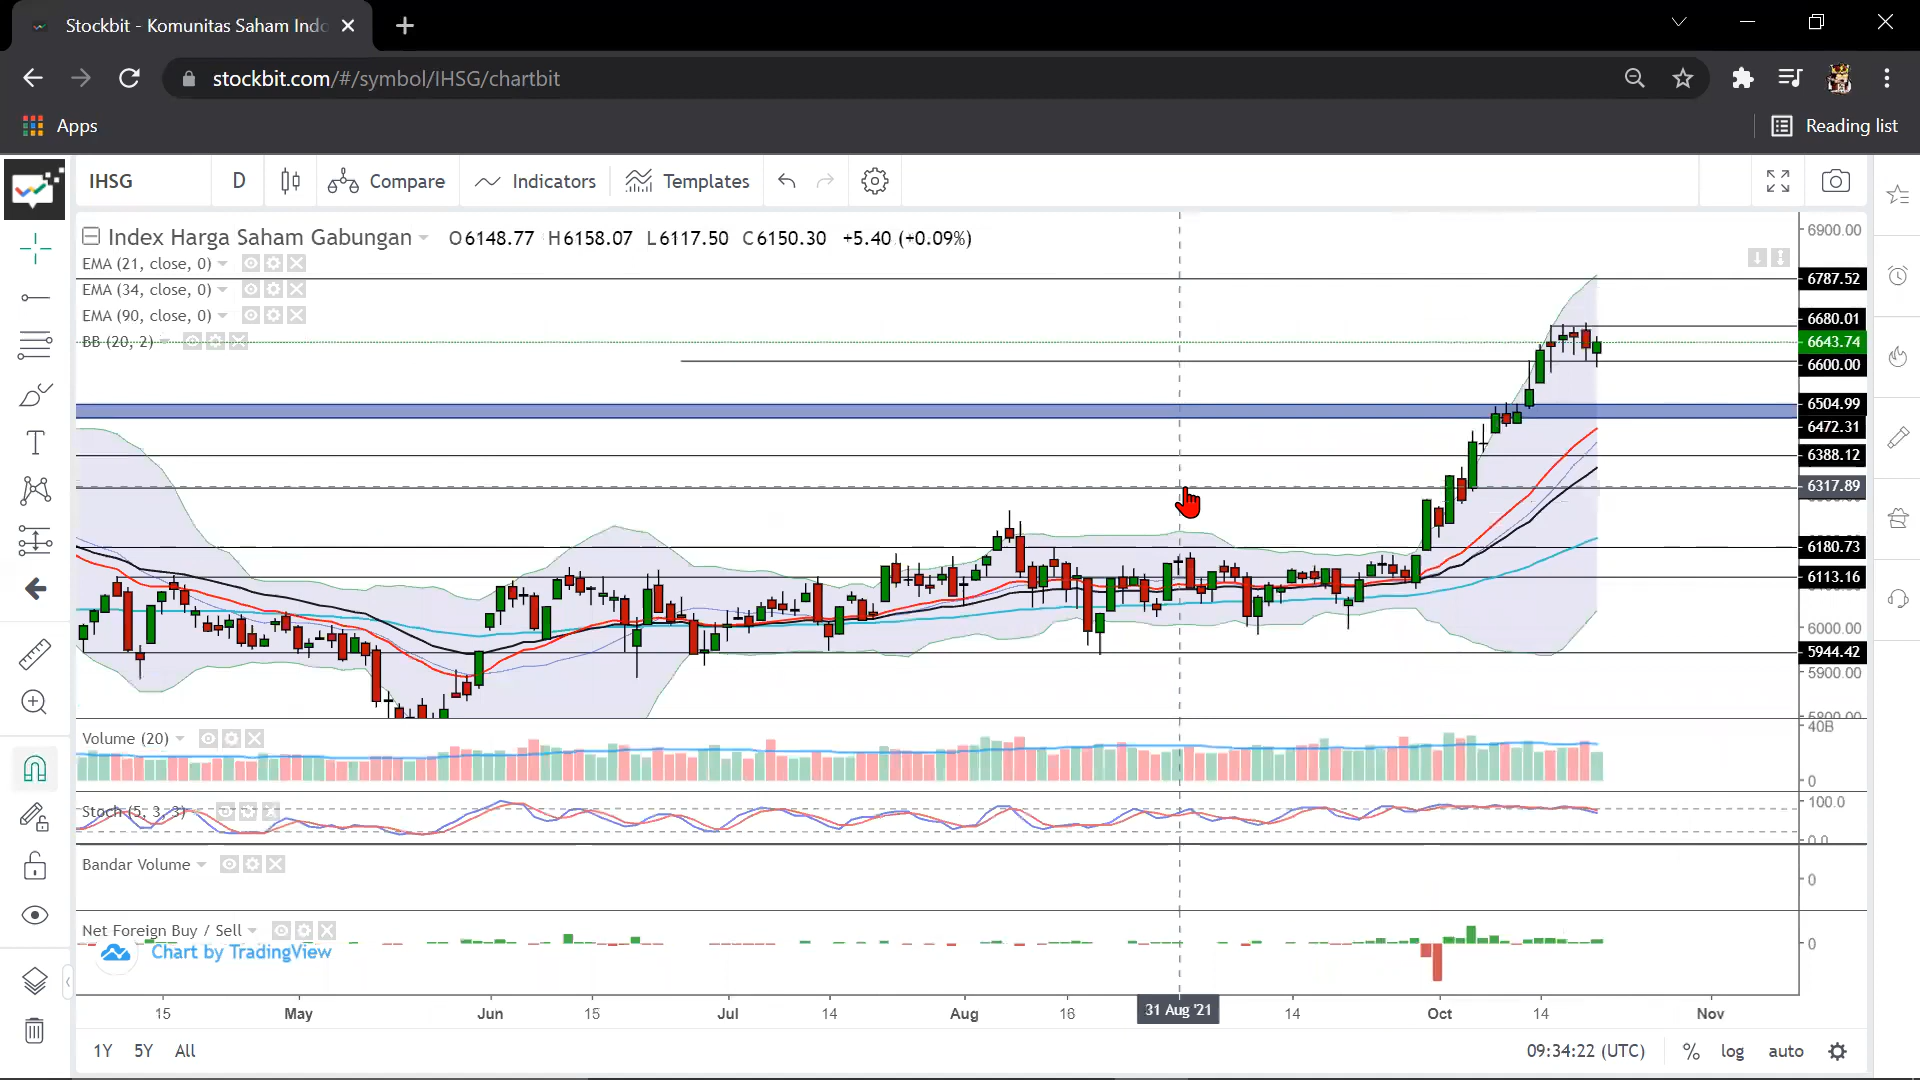 Stockbit - Komunitas Saham Indo
stockbit.com/#/symbol/IHSG/chartbit
Apps
Reading list
IHSG
D
Compare
Indicators
Templates
Index Harga Saham Gabungan O6148.77 H6158.07 L6117.50 C6150.30 +5.40 (+0.09%)
EMA (21, close, 0)
EMA (34, close, 0)
EMA (90, close, 0)
BB (20, 2)
6900.00
6787.52
6680.01
6643.74
6600.00
6504.99
6472.31
6388.12
6317.89
6180.73
6113.16
6000.00
5944.42
5900.00
5800.00
Volume (20)
40B
0
Stoch (5, 3, 3)
100.0
0.0
Bandar Volume
0
Net Foreign Buy / Sell
0
Chart by TradingView
15 May Jun 15 Jul 14 Aug 16 31 Aug '21 14 Oct 14 Nov
1Y 5Y All
09:34:22 (UTC) % log auto